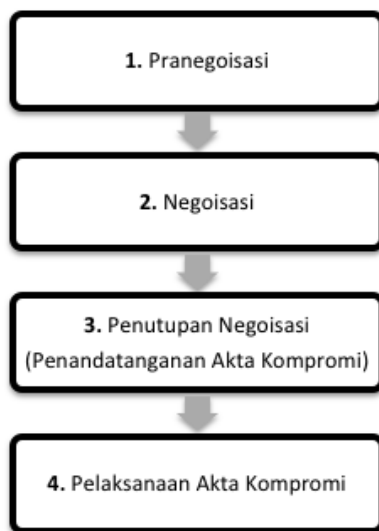 1. Pranegoisasi
2. Negoisasi
3. Penutupan Negoisasi
(Penandatanganan Akta Kompromi)
4. Pelaksanaan Akta Kompromi